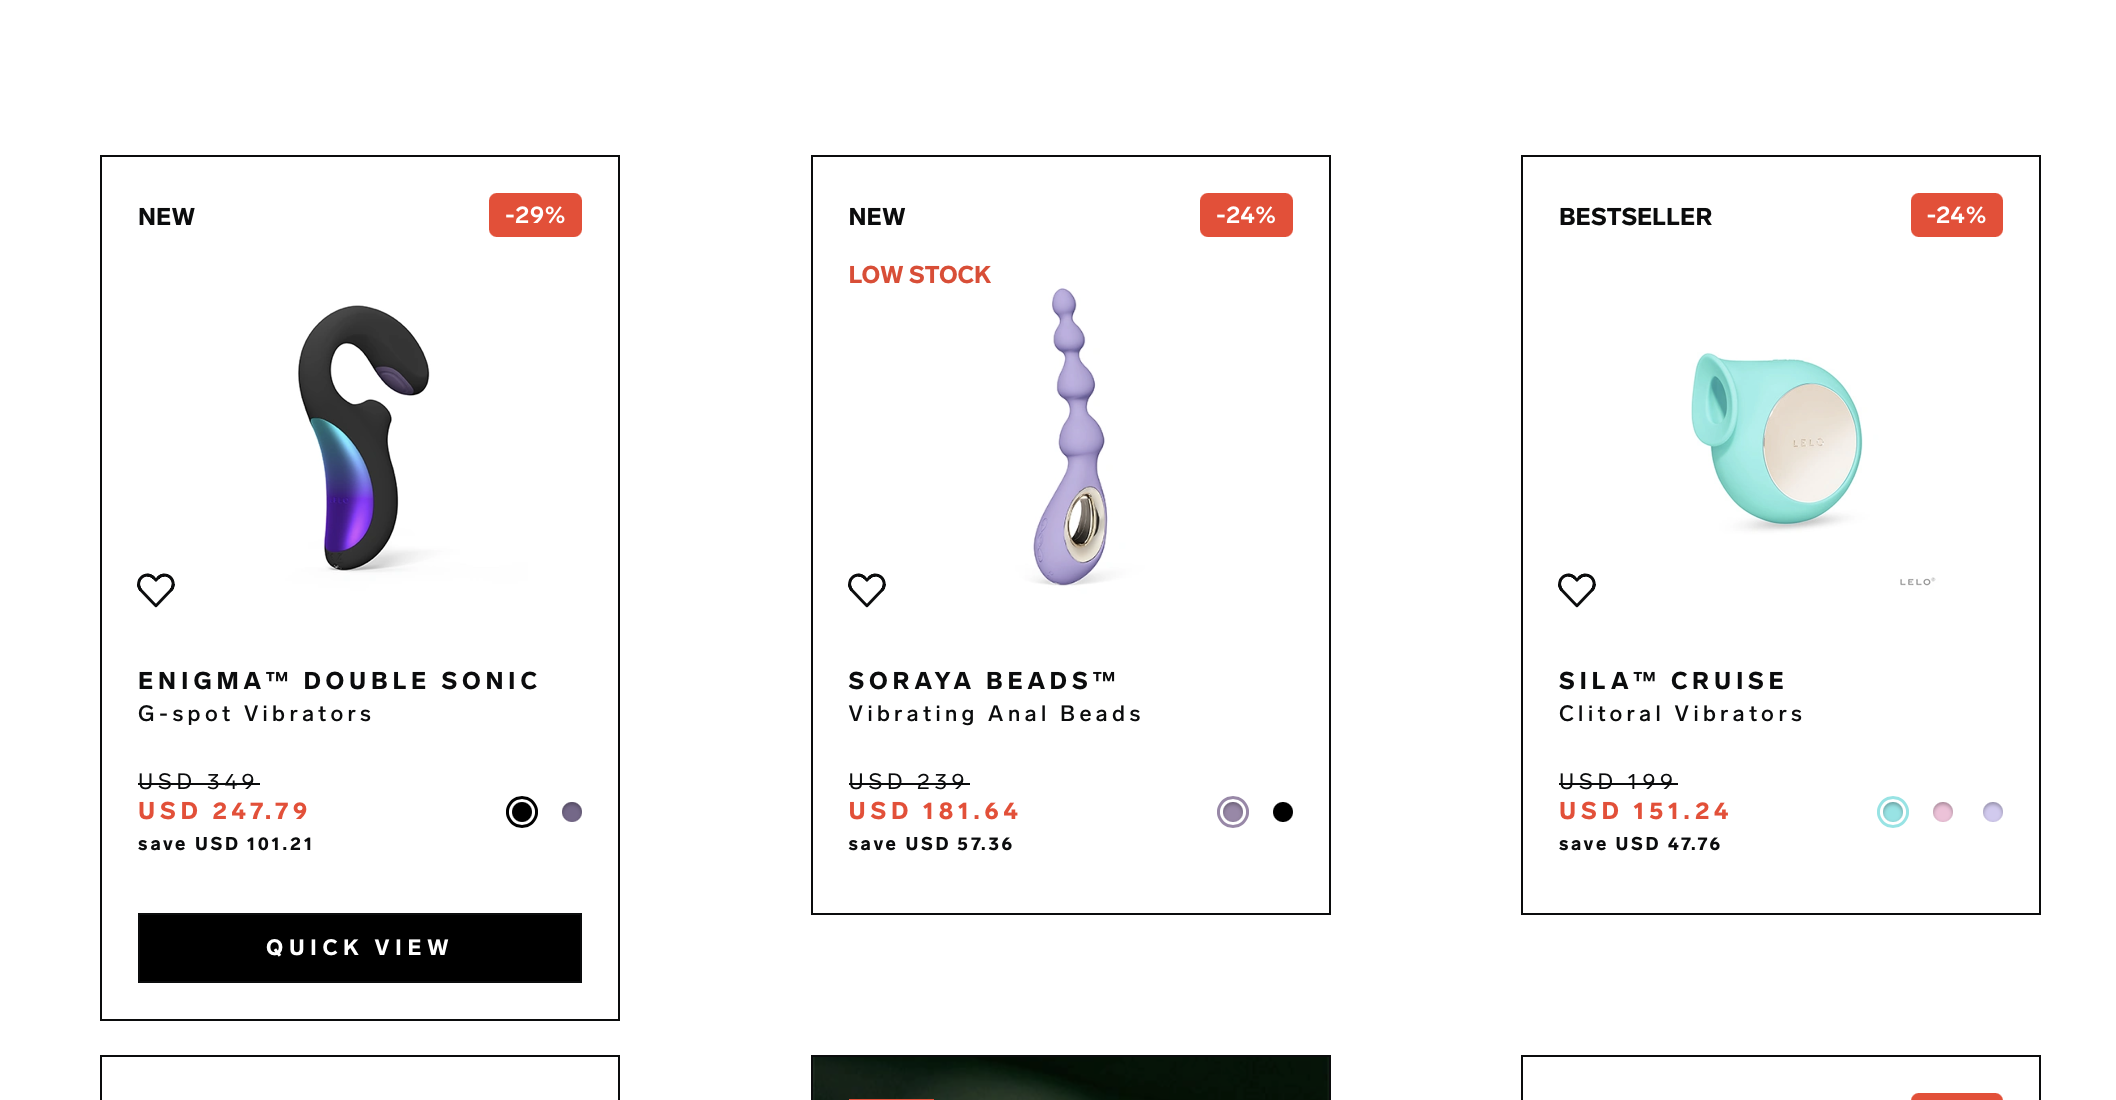 NEW
-29%
ENIGMA™ DOUBLE SONIC
G-spot Vibrators
USD 349
USD 247.79
save USD 101.21
QUICK VIEW
NEW
-24%
LOW STOCK
SORAYA BEADS™
Vibrating Anal Beads
USD 239
USD 181.64
save USD 57.36
BESTSELLER
-24%
LELO
LELO®
SILA™ CRUISE
Clitoral Vibrators
USD 199
USD 151.24
save USD 47.76